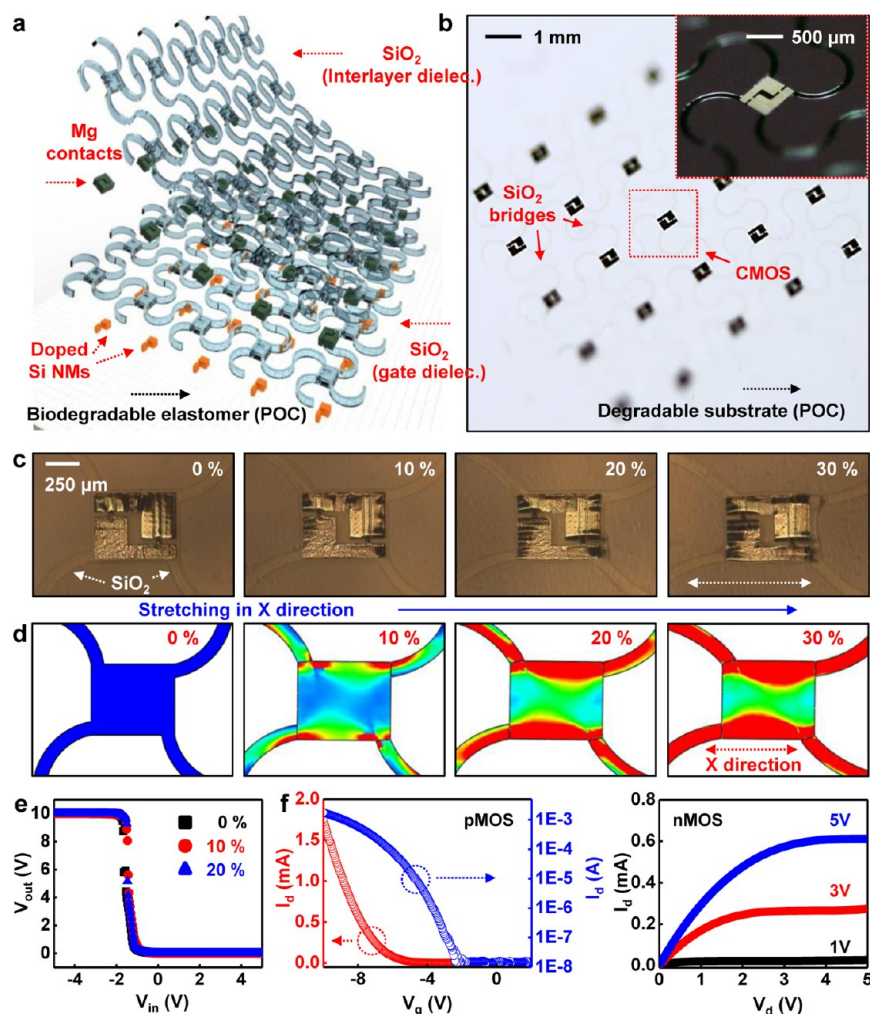 a
SiO2
(Interlayer dielec.)
Mg
contacts
Doped
Si NMs
SiO2
(gate dielec.)
Biodegradable elastomer (POC)
b
1 mm
500 µm
SiO2
bridges
CMOS
Degradable substrate (POC)
c
0 %
10 %
20 %
30 %
250 µm
SiO2
Stretching in X direction
d
0 %
10 %
20 %
30 %
X direction
e
Vout (V)
10
8
6
4
2
0
0 %
10 %
20 %
-4
-2
0
2
4
Vin (V)
f
Id (mA)
2.0
1.5
1.0
0.5
0.0
pMOS
1E-3
1E-4
1E-5
1E-6
1E-7
1E-8
Id (A)
-8
-4
0
Vg (V)
Id (mA)
0.8
0.6
0.4
0.2
0.0
nMOS
5V
3V
1V
0
1
2
3
4
5
Vd (V)